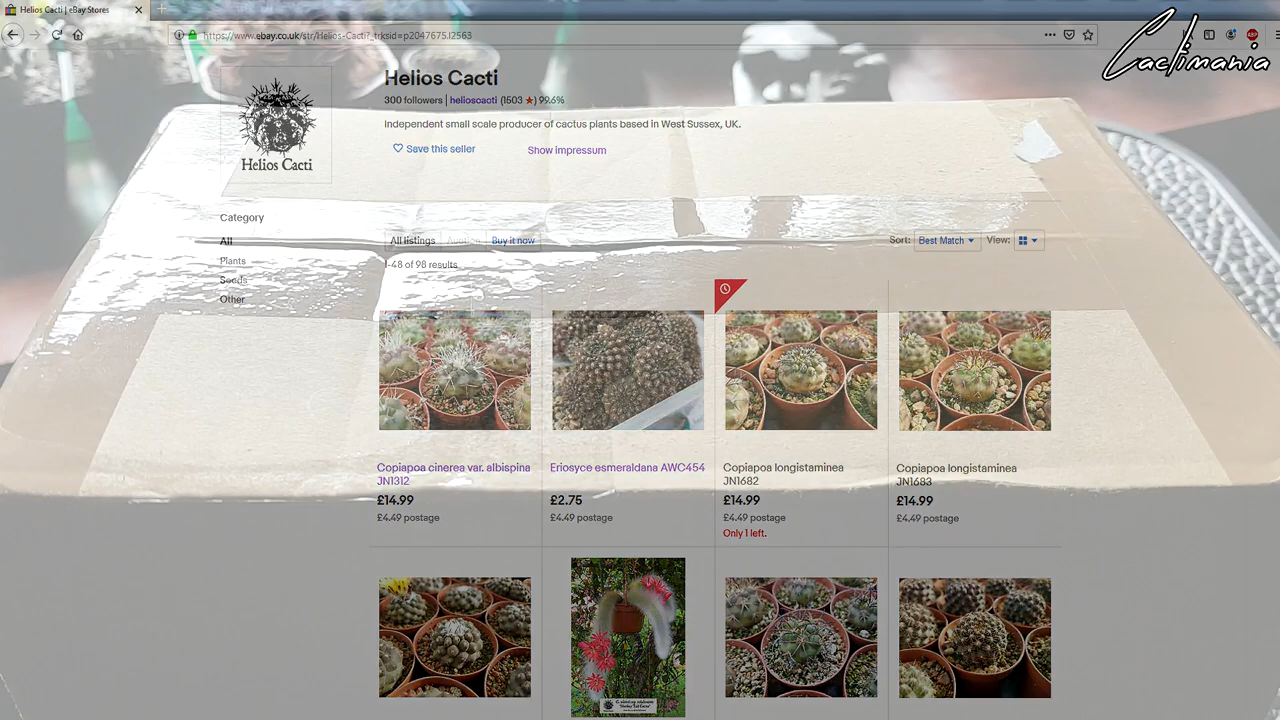 Helios Cacti | eBay Stores
https://www.ebay.co.uk/str/Helios-Cacti?_trksid=p2047675.l2563
Cactimania
Helios Cacti
300 followers | helioscacti (1503 ★) 99.6%
Independent small scale producer of cactus plants based in West Sussex, UK.
Save this seller
Show impressum
Helios Cacti
Category
All
Plants
Seeds
Other
All listings Auction Buy it now
Sort: Best Match View:
1-48 of 98 results
Copiapoa cinerea var. albispina
JN1312
£14.99
£4.49 postage
Eriosyce esmeraldana AWC454
£2.75
£4.49 postage
Copiapoa longistaminea
JN1682
£14.99
£4.49 postage
Only 1 left.
Copiapoa longistaminea
JN1683
£14.99
£4.49 postage